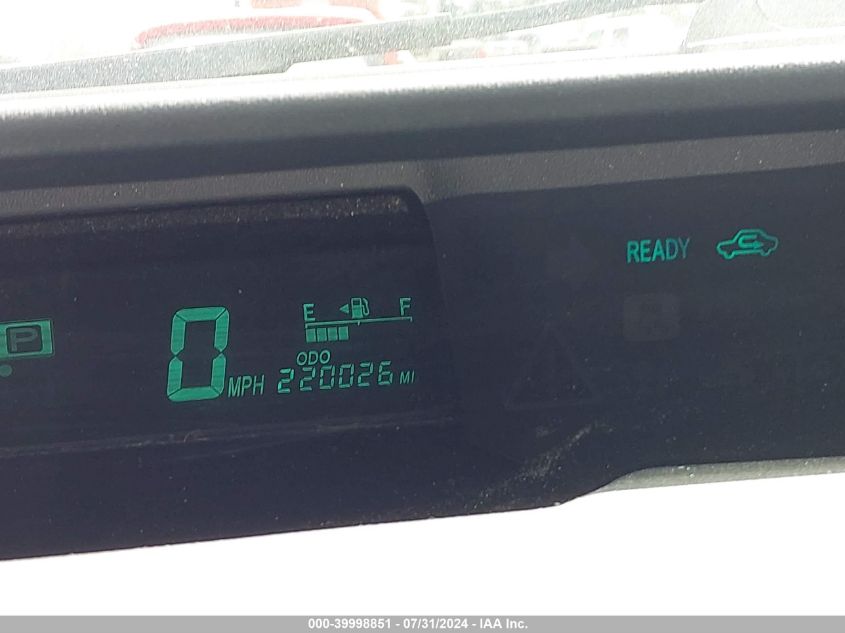 READY
E F
P
0 MPH
ODO
220026 MI
000-39998851 - 07/31/2024 - IAA Inc.